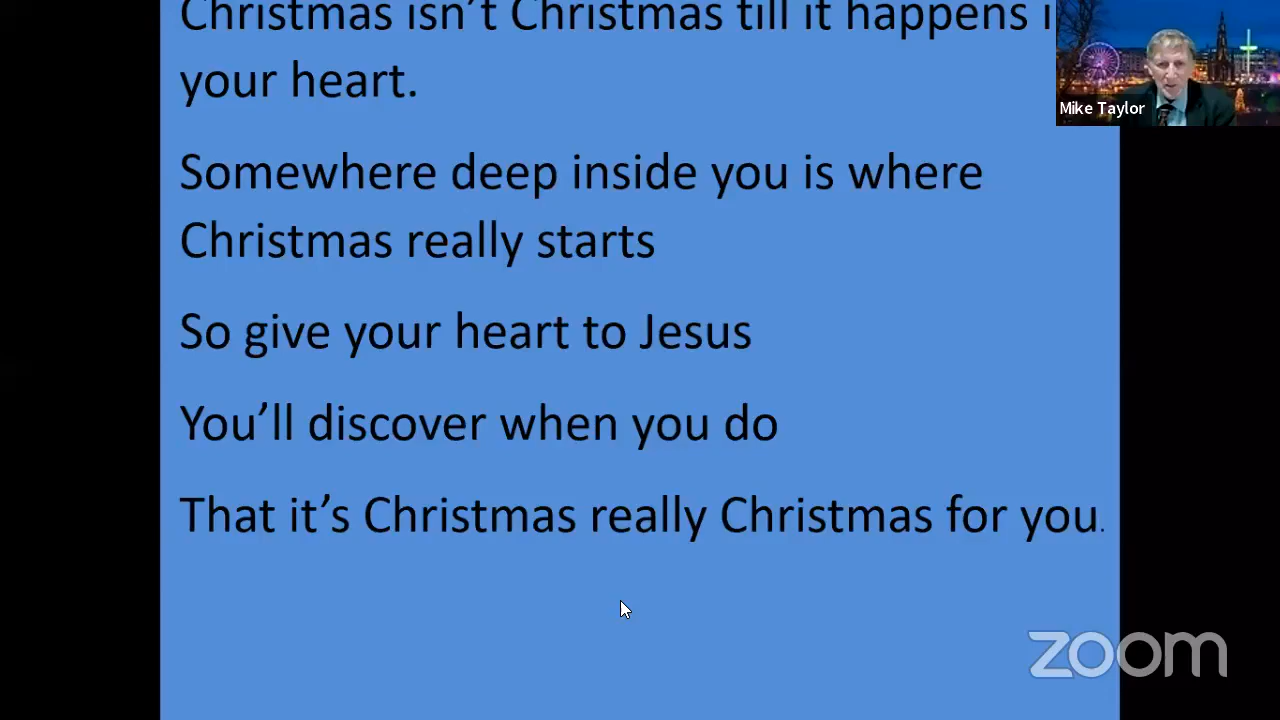 Christmas isn't Christmas till it happens i
your heart.
Somewhere deep inside you is where
Christmas really starts
So give your heart to Jesus
You'll discover when you do
That it's Christmas really Christmas for you.
Mike Taylor
zoom